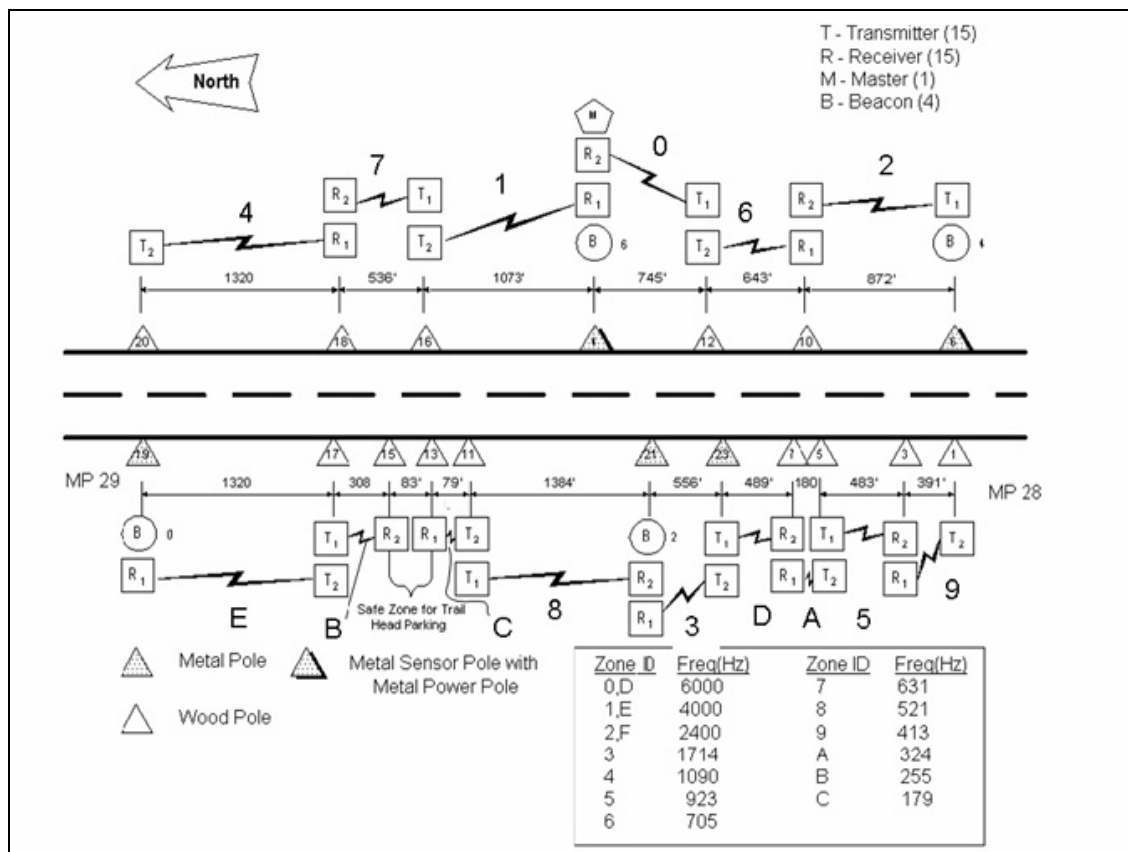 T - Transmitter (15)
R - Receiver (15)
M - Master (1)
B - Beacon (4)
North
M
R2 0
7 2
R2 T1 1 R1 T1 R2 T1
4 6
T2 R1 T2 B 6 T2 R1 B
1320 536' 1073' 745' 643' 872'
20 18 16 12 10 6
19 17 15 13 11 21 23 7 5 3 1
MP 29 MP 28
1320 308 83' 79' 1384' 556' 489' 180 483' 391'
B 0 T1 R2 R1 T2 B 2 T1 R2 T1 R2 T2
R1 T2 T1 R2 T2 R1 T2 R1
E B Safe Zone for Trail C 8 R1 3 D A 5 9
Head Parking
Metal Pole
Metal Sensor Pole with
Metal Power Pole
Wood Pole
Zone ID Freq(Hz) Zone ID Freq(Hz)
0,D 6000 7 631
1,E 4000 8 521
2,F 2400 9 413
3 1714 A 324
4 1090 B 255
5 923 C 179
6 705